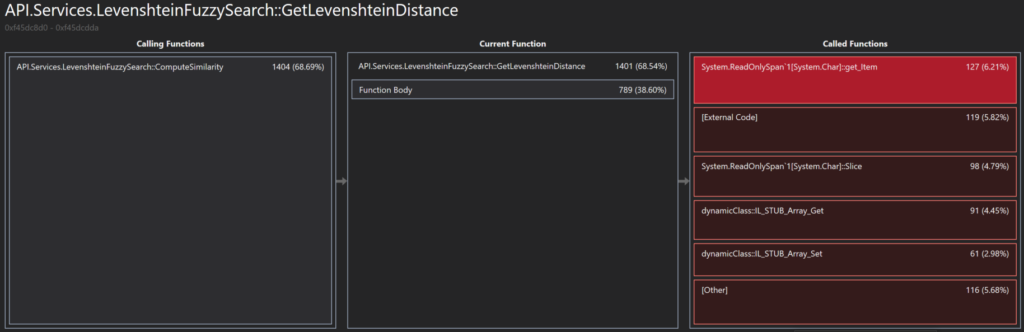 API.Services.LevenshteinFuzzySearch::GetLevenshteinDistance
0xf45dc8d0 - 0xf45dcdda
Calling Functions
API.Services.LevenshteinFuzzySearch::ComputeSimilarity 1404 (68.69%)
Current Function
API.Services.LevenshteinFuzzySearch::GetLevenshteinDistance 1401 (68.54%)
Function Body 789 (38.60%)
Called Functions
System.ReadOnlySpan`1[System.Char]::get_Item 127 (6.21%)
[External Code] 119 (5.82%)
System.ReadOnlySpan`1[System.Char]::Slice 98 (4.79%)
dynamicClass::IL_STUB_Array_Get 91 (4.45%)
dynamicClass::IL_STUB_Array_Set 61 (2.98%)
[Other] 116 (5.68%)